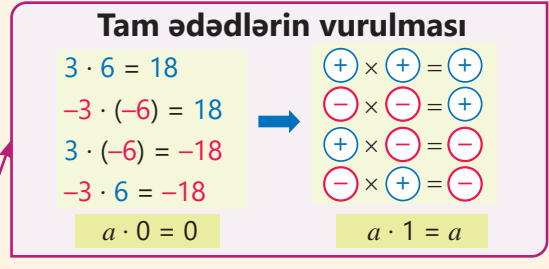 Tam ədədlərin vurulması
3 · 6 = 18
–3 · (–6) = 18
3 · (–6) = –18
–3 · 6 = –18
a · 0 = 0
+ × + = +
– × – = +
+ × – = –
– × + = –
a · 1 = a